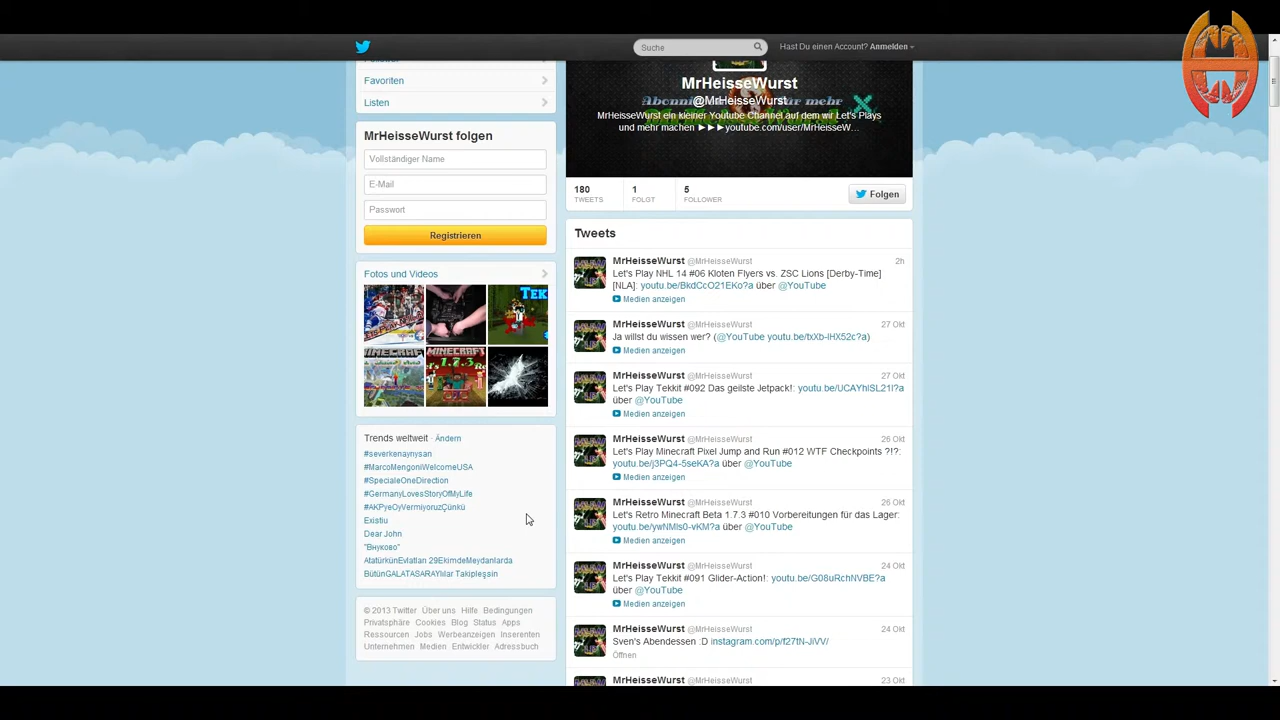 Suche
Hast Du einen Account? Anmelden
Favoriten
Listen
MrHeisseWurst folgen
Vollständiger Name
E-Mail
Passwort
Registrieren
Fotos und Videos
Trends weltweit · Ändern
#severkenaynysan
#MarcoMengoniWelcomeUSA
#SpecialeOneDirection
#GermanyLovesStoryOfMyLife
#AKPyeOyVermiyoruzÇünkü
Existiu
Dear John
"Внуково"
AtatürkünEvlatları 29EkimdeMeydanlarda
BütünGALATASARAYlılar Takipleşsin
© 2013 Twitter Über uns Hilfe Bedingungen
Privatsphäre Cookies Blog Status Apps
Ressourcen Jobs Werbeanzeigen Inserenten
Unternehmen Medien Entwickler Adressbuch
MrHeisseWurst
@MrHeisseWurst
MrHeisseWurst ein kleiner Youtube Channel auf dem wir Let's Plays
und mehr machen ►►►youtube.com/user/MrHeisseW...
180 1 5
TWEETS FOLGT FOLLOWER
Folgen
Tweets
MrHeisseWurst @MrHeisseWurst 2h
Let's Play NHL 14 #06 Kloten Flyers vs. ZSC Lions [Derby-Time]
[NLA]: youtu.be/BkdCcO21EKo?a über @YouTube
Medien anzeigen
MrHeisseWurst @MrHeisseWurst 27 Okt
Ja willst du wissen wer? (@YouTube youtu.be/txXb-IHX52c?a)
Medien anzeigen
MrHeisseWurst @MrHeisseWurst 27 Okt
Let's Play Tekkit #092 Das geilste Jetpack!: youtu.be/UCAYhlSL21I?a
über @YouTube
Medien anzeigen
MrHeisseWurst @MrHeisseWurst 26 Okt
Let's Play Minecraft Pixel Jump and Run #012 WTF Checkpoints ?!?:
youtu.be/j3PQ4-5seKA?a über @YouTube
Medien anzeigen
MrHeisseWurst @MrHeisseWurst 26 Okt
Let's Retro Minecraft Beta 1.7.3 #010 Vorbereitungen für das Lager:
youtu.be/ywNMls0-vKM?a über @YouTube
Medien anzeigen
MrHeisseWurst @MrHeisseWurst 24 Okt
Let's Play Tekkit #091 Glider-Action!: youtu.be/G08uRchNVBE?a
über @YouTube
Medien anzeigen
MrHeisseWurst @MrHeisseWurst 24 Okt
Sven's Abendessen :D instagram.com/p/f27tN-JiVV/
Öffnen
MrHeisseWurst @MrHeisseWurst 23 Okt